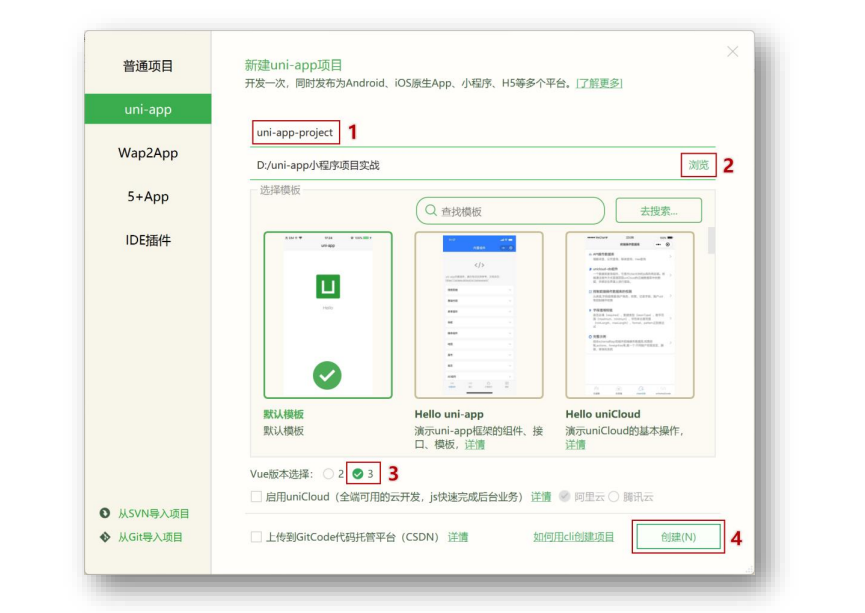 普通项目
uni-app
Wap2App
5+App
IDE插件
从SVN导入项目
从Git导入项目
新建uni-app项目
开发一次，同时发布为Android、iOS原生App、小程序、H5等多个平台。[了解更多]
uni-app-project 1
D:/uni-app小程序项目实战 浏览 2
选择模板
查找模板 去搜索...
默认模板
默认模板
Hello uni-app
演示uni-app框架的组件、接
口、模板，详情
Hello uniCloud
演示uniCloud的基本操作，
详情
Vue版本选择： 2 3 3
启用uniCloud（全端可用的云开发，js快速完成后台业务） 详情 阿里云 腾讯云
上传到GitCode代码托管平台（CSDN） 详情 如何用cli创建项目 创建(N) 4